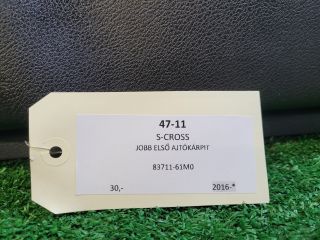 47-11
S-CROSS
JOBB ELSŐ AJTÓKÁRPIT
83711-61M0
30,- 2016-*